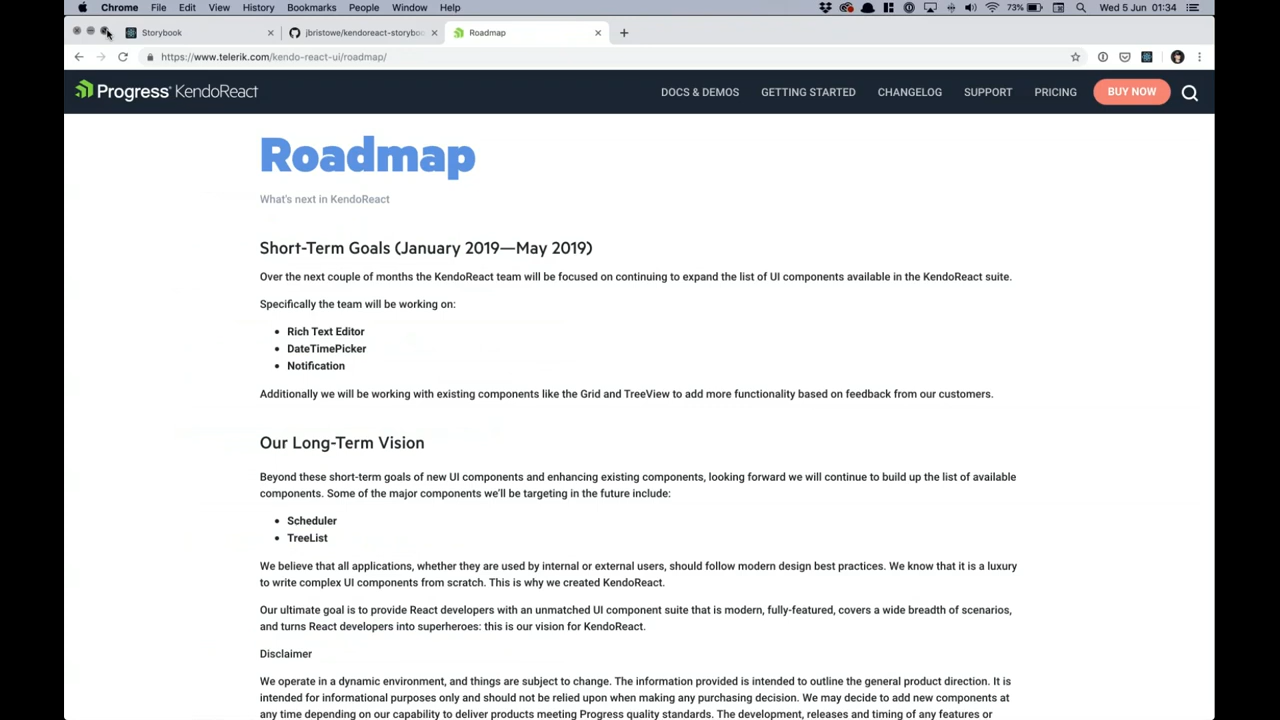 Chrome File Edit View History Bookmarks People Window Help 73% Wed 5 Jun 01:34
Storybook jbristowe/kendoreact-storyboo Roadmap
https://www.telerik.com/kendo-react-ui/roadmap/
Progress KendoReact DOCS & DEMOS GETTING STARTED CHANGELOG SUPPORT PRICING BUY NOW
Roadmap
What's next in KendoReact
Short-Term Goals (January 2019—May 2019)
Over the next couple of months the KendoReact team will be focused on continuing to expand the list of UI components available in the KendoReact suite.
Specifically the team will be working on:
• Rich Text Editor
• DateTimePicker
• Notification
Additionally we will be working with existing components like the Grid and TreeView to add more functionality based on feedback from our customers.
Our Long-Term Vision
Beyond these short-term goals of new UI components and enhancing existing components, looking forward we will continue to build up the list of available
components. Some of the major components we'll be targeting in the future include:
• Scheduler
• TreeList
We believe that all applications, whether they are used by internal or external users, should follow modern design best practices. We know that it is a luxury
to write complex UI components from scratch. This is why we created KendoReact.
Our ultimate goal is to provide React developers with an unmatched UI component suite that is modern, fully-featured, covers a wide breadth of scenarios,
and turns React developers into superheroes: this is our vision for KendoReact.
Disclaimer
We operate in a dynamic environment, and things are subject to change. The information provided is intended to outline the general product direction. It is
intended for informational purposes only and should not be relied upon when making any purchasing decision. We may decide to add new components at
any time depending on our capability to deliver products meeting Progress quality standards. The development, releases and timing of any features or